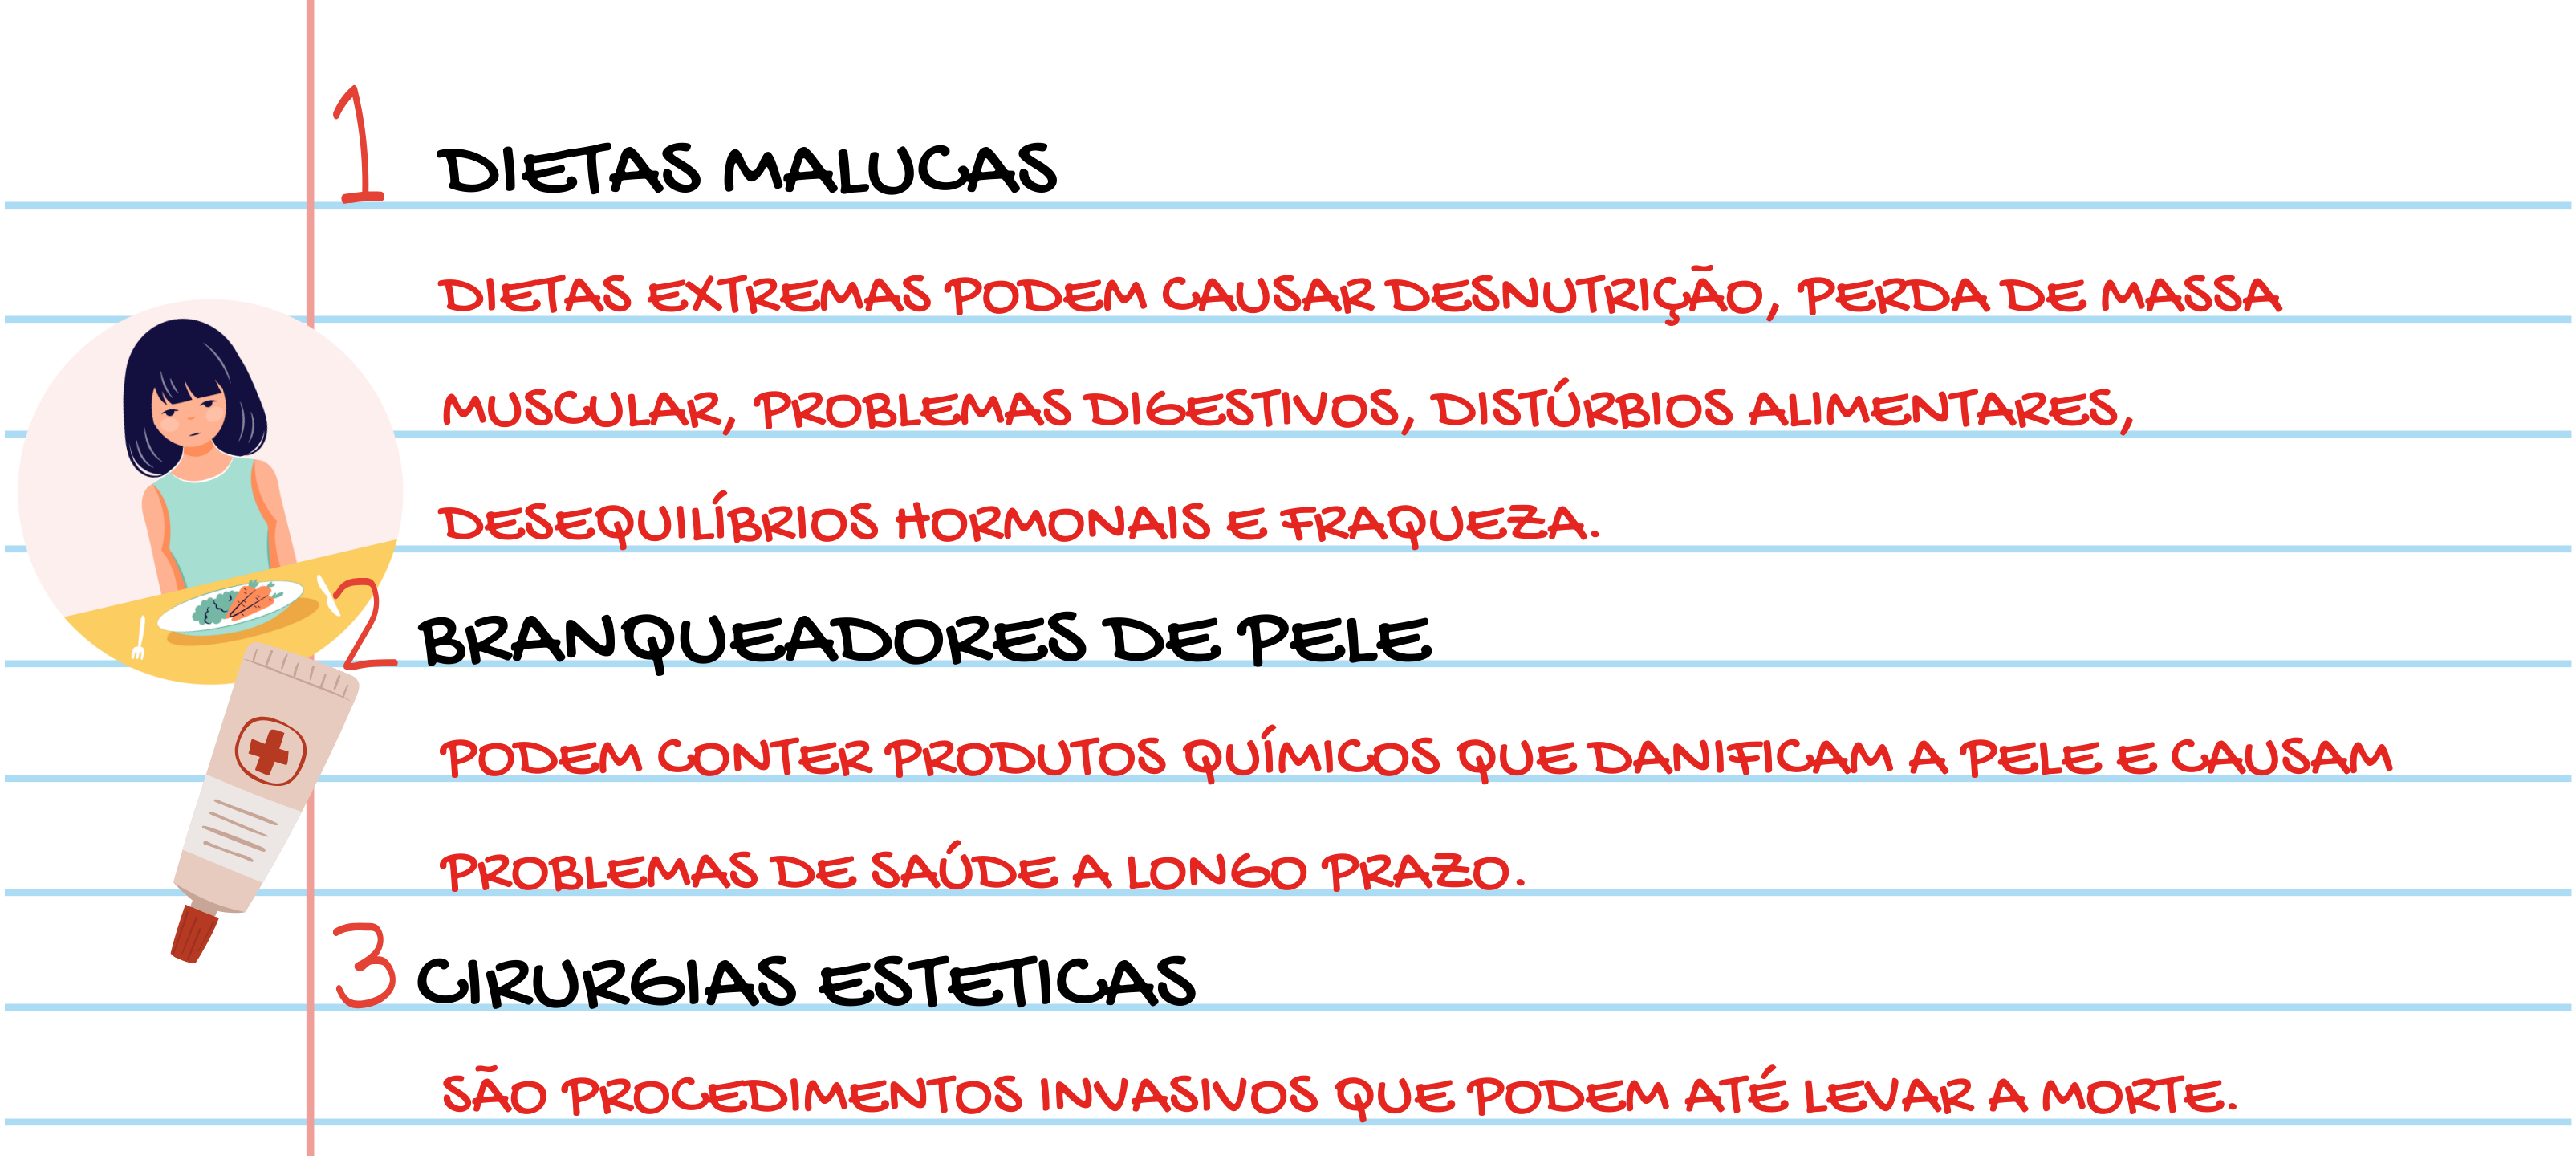 1 DIETAS MALUCAS
DIETAS EXTREMAS PODEM CAUSAR DESNUTRIÇÃO, PERDA DE MASSA
MUSCULAR, PROBLEMAS DIGESTIVOS, DISTÚRBIOS ALIMENTARES,
DESEQUILÍBRIOS HORMONAIS E FRAQUEZA.
2 BRANQUEADORES DE PELE
PODEM CONTER PRODUTOS QUÍMICOS QUE DANIFICAM A PELE E CAUSAM
PROBLEMAS DE SAÚDE A LONGO PRAZO.
3 CIRURGIAS ESTETICAS
SÃO PROCEDIMENTOS INVASIVOS QUE PODEM ATÉ LEVAR A MORTE.